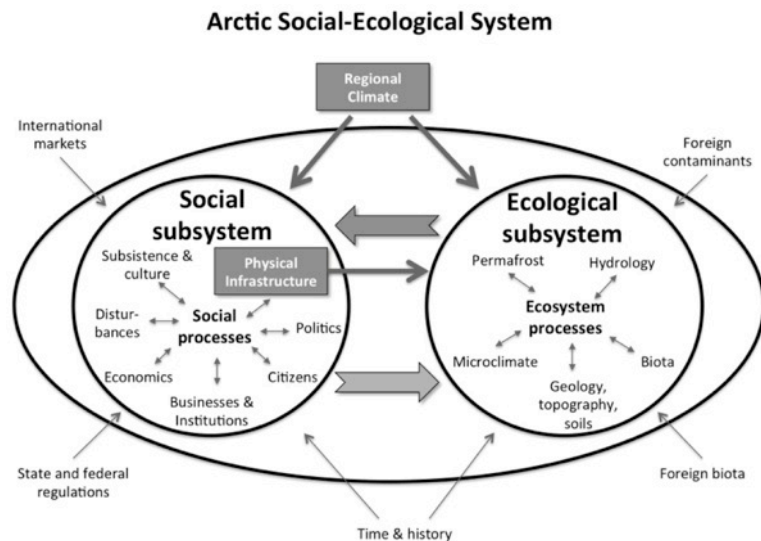 Arctic Social-Ecological System
Regional
Climate
International
markets
Foreign
contaminants
Social
subsystem
Ecological
subsystem
Subsistence &
culture
Physical
Infrastructure
Permafrost
Hydrology
Distur-
bances
Social
processes
Politics
Ecosystem
processes
Economics
Citizens
Microclimate
Biota
Businesses &
Institutions
Geology,
topography,
soils
State and federal
regulations
Foreign biota
Time & history